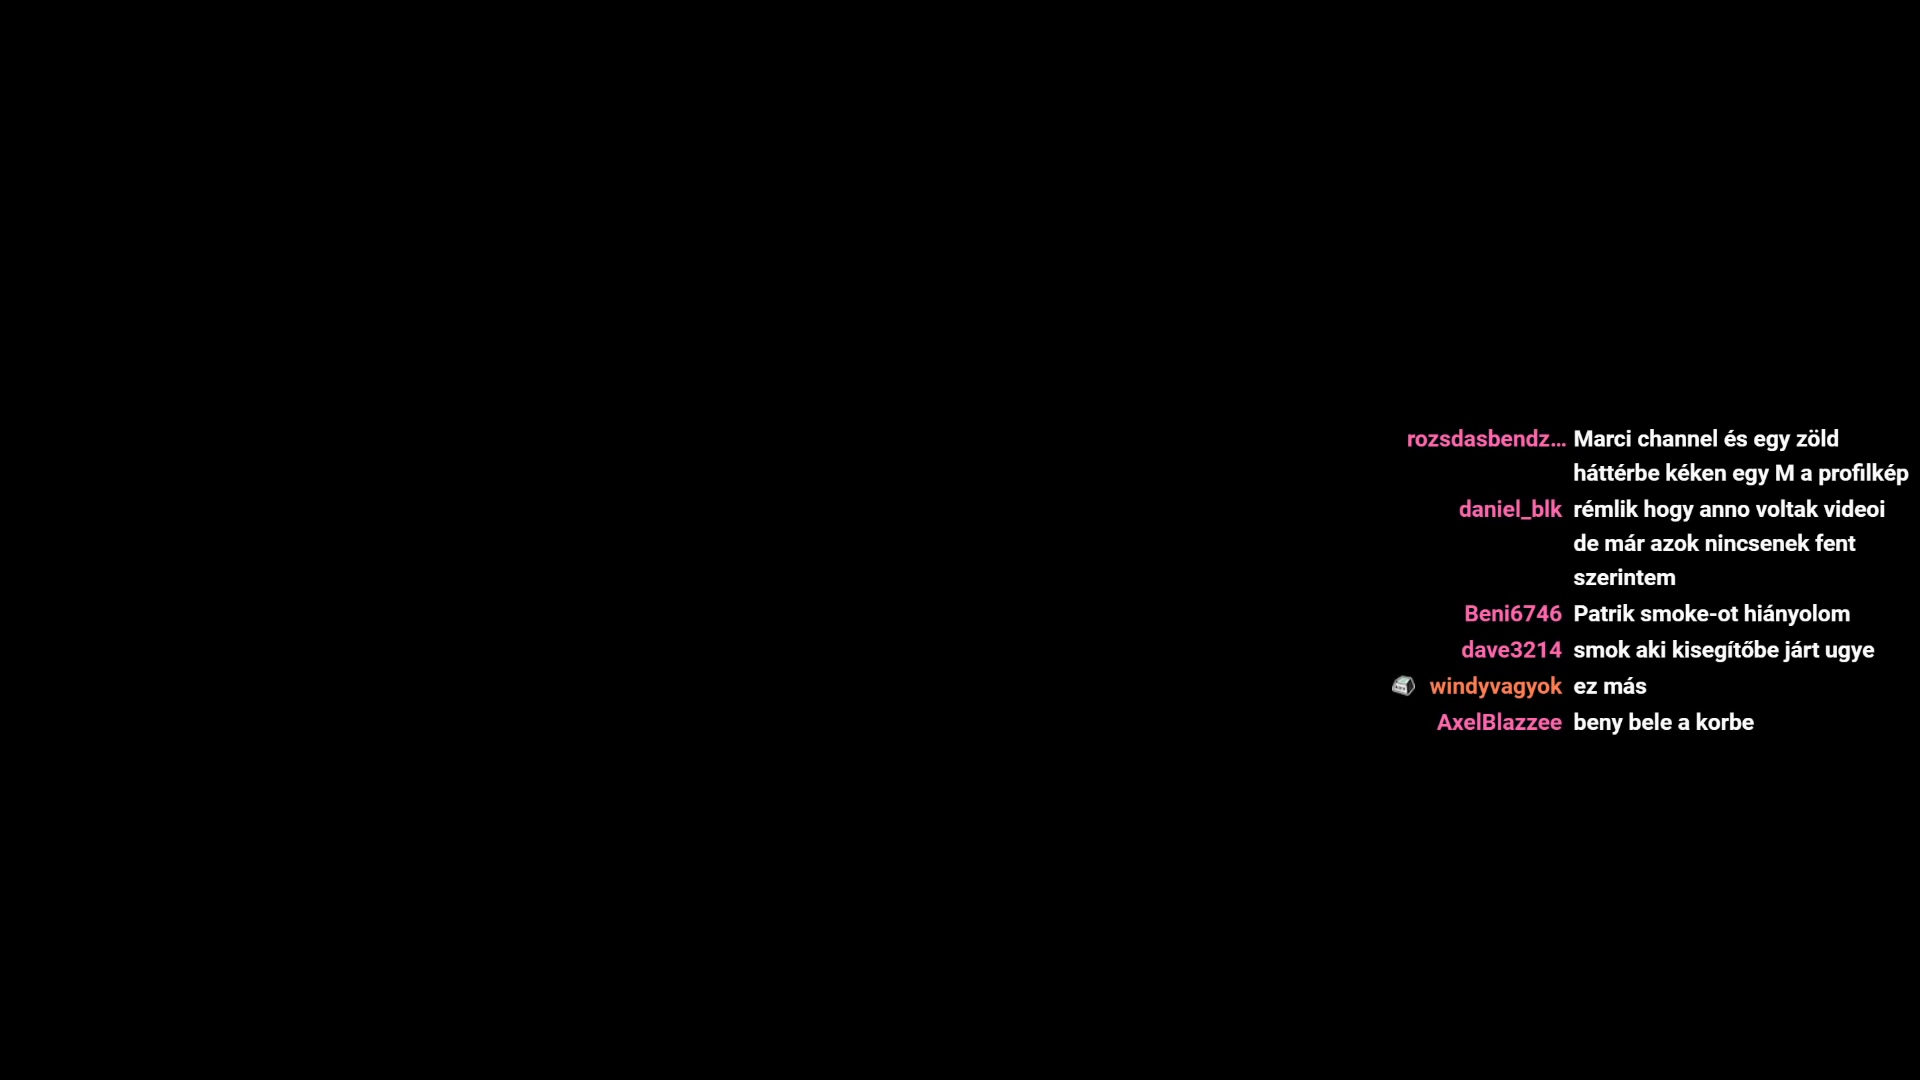 rozsdasbendz… Marci channel és egy zöld
háttérbe kéken egy M a profilkép
daniel_blk rémlik hogy anno voltak videoi
de már azok nincsenek fent
szerintem
Beni6746 Patrik smoke-ot hiányolom
dave3214 smok aki kisegítőbe járt ugye
windyvagyok ez más
AxelBlazzee beny bele a korbe